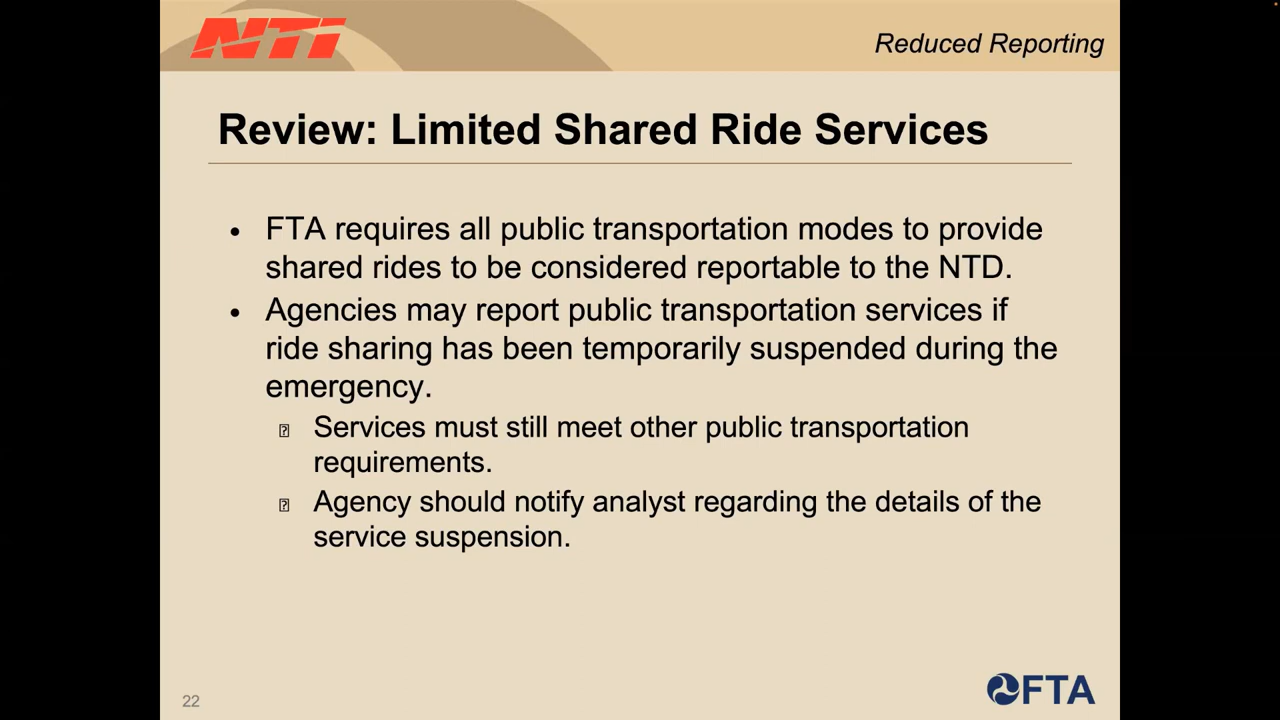 NTI
Reduced Reporting
Review: Limited Shared Ride Services
• FTA requires all public transportation modes to provide
shared rides to be considered reportable to the NTD.
• Agencies may report public transportation services if
ride sharing has been temporarily suspended during the
emergency.
Services must still meet other public transportation
requirements.
Agency should notify analyst regarding the details of the
service suspension.
22
FTA